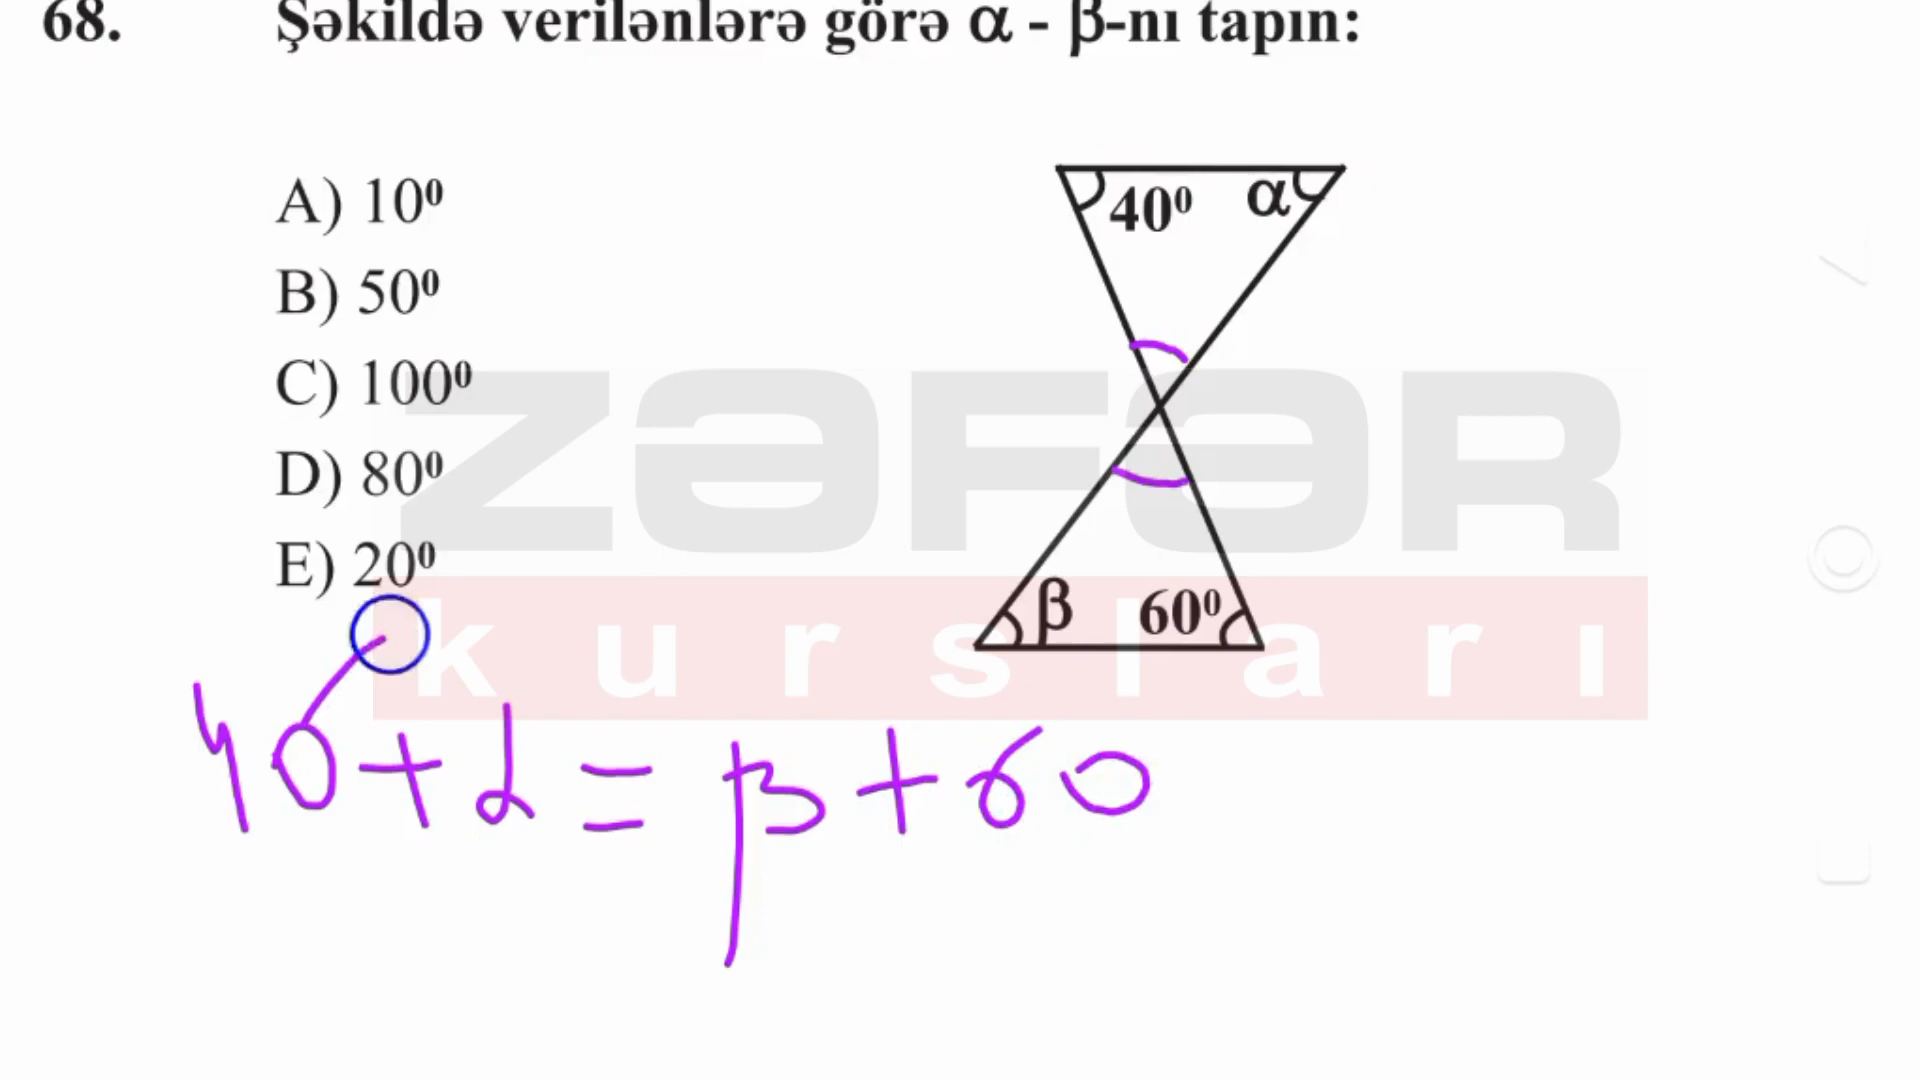 68. Şəkildə verilənlərə görə α - β-nı tapın:
A) 10⁰
B) 50⁰
C) 100⁰
D) 80⁰
E) 20⁰
40⁰ α
β 60⁰
ZƏFƏR
kursları
40+α=β+60